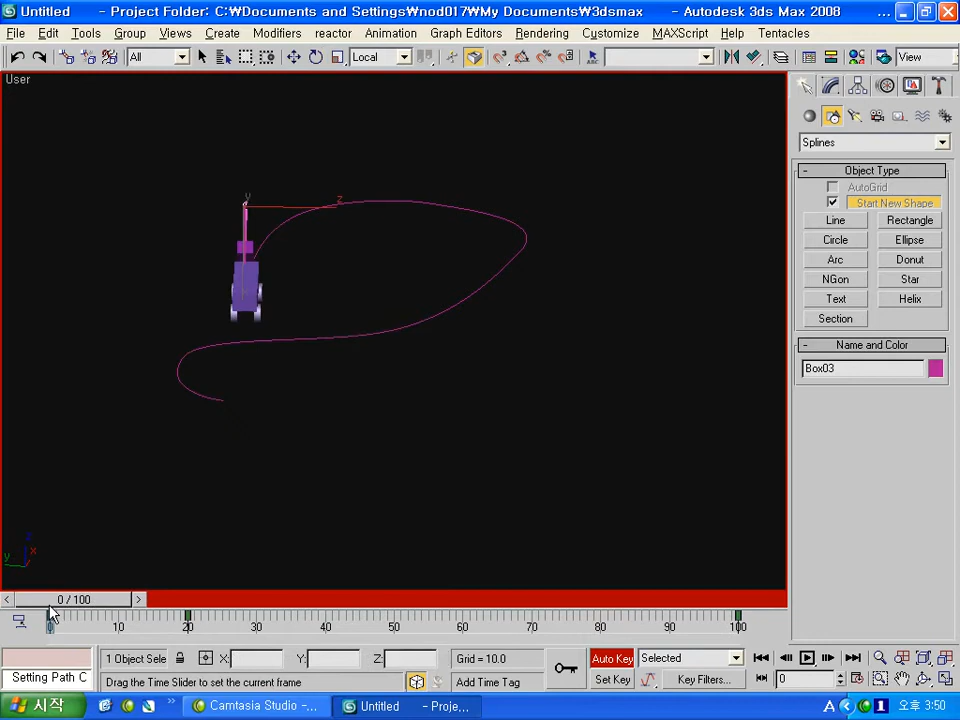 Untitled - Project Folder: C:₩Documents and Settings₩nod017₩My Documents₩3dsmax - Autodesk 3ds Max 2008 ...
File Edit Tools Group Views Create Modifiers reactor Animation Graph Editors Rendering Customize MAXScript Help Tentacles
All Local View
User
Splines
- Object Type
AutoGrid
Start New Shape
Line Rectangle
Circle Ellipse
Arc Donut
NGon Star
Text Helix
Section
- Name and Color
Box03
y z
z x y
< 0 / 100 >
0 10 20 30 40 50 60 70 80 90 100
1 Object Sele X: Y: Z: Grid = 10.0 Auto Key Selected
Setting Path C Drag the Time Slider to set the current frame Add Time Tag Set Key Key Filters... 0
시작 Camtasia Studio -... Untitled - Proje... A 1 오후 3:50